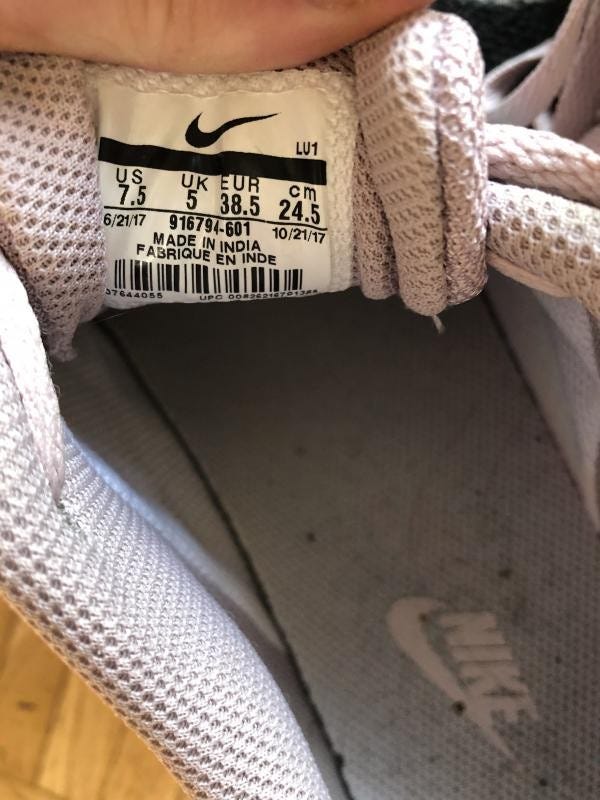 LU1
US UK EUR cm
7.5 5 38.5 24.5
6/21/17 916794-601 10/21/17
MADE IN INDIA
FABRIQUE EN INDE
UPC
NIKE